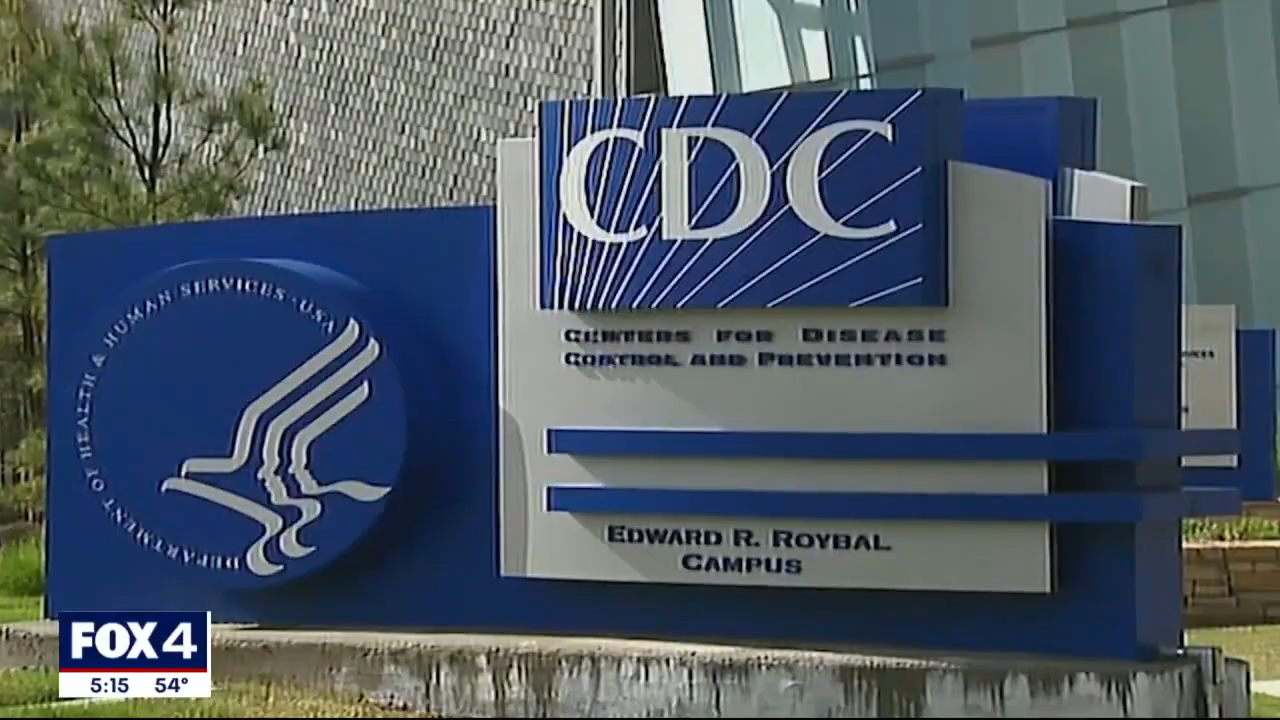 CDC
CENTERS FOR DISEASE
CONTROL AND PREVENTION
EDWARD R. ROYBAL
CAMPUS
DEPARTMENT OF HEALTH & HUMAN SERVICES · USA
FOX 4
5:15 54°